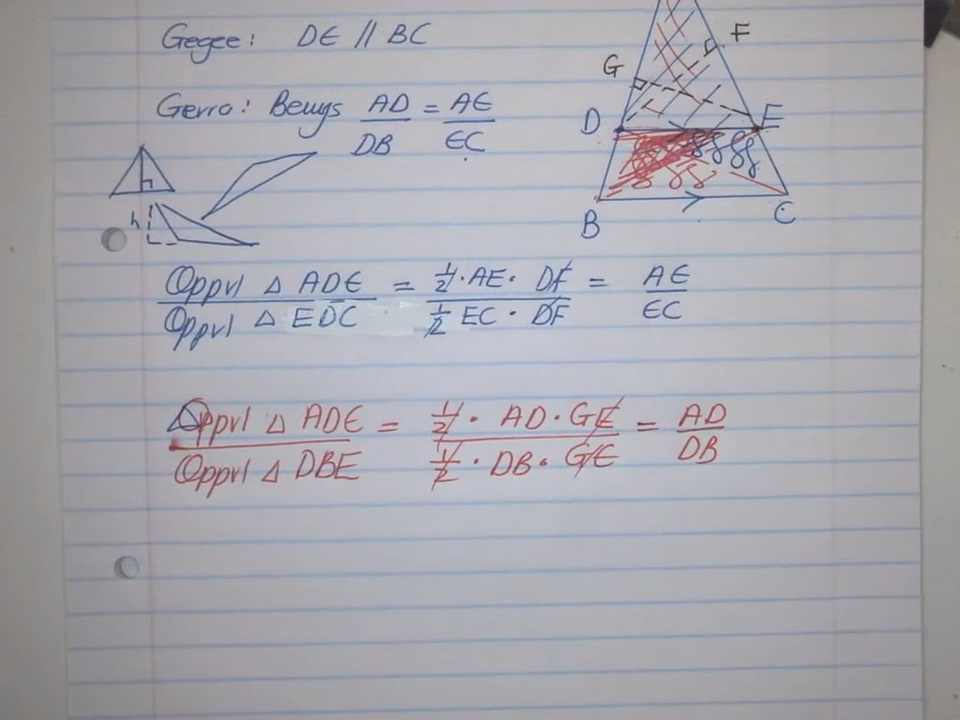 Gegee: DE // BC
Gevra: Bewys AD/DB = AE/EC
F
G
D
E
B
C
h
Oppvl △ ADE / Oppvl △ EDC = ½ · AE · DF / ½ EC · DF = AE / EC
Oppvl △ ADE / Oppvl △ DBE = ½ · AD · GE / ½ · DB · GE = AD / DB